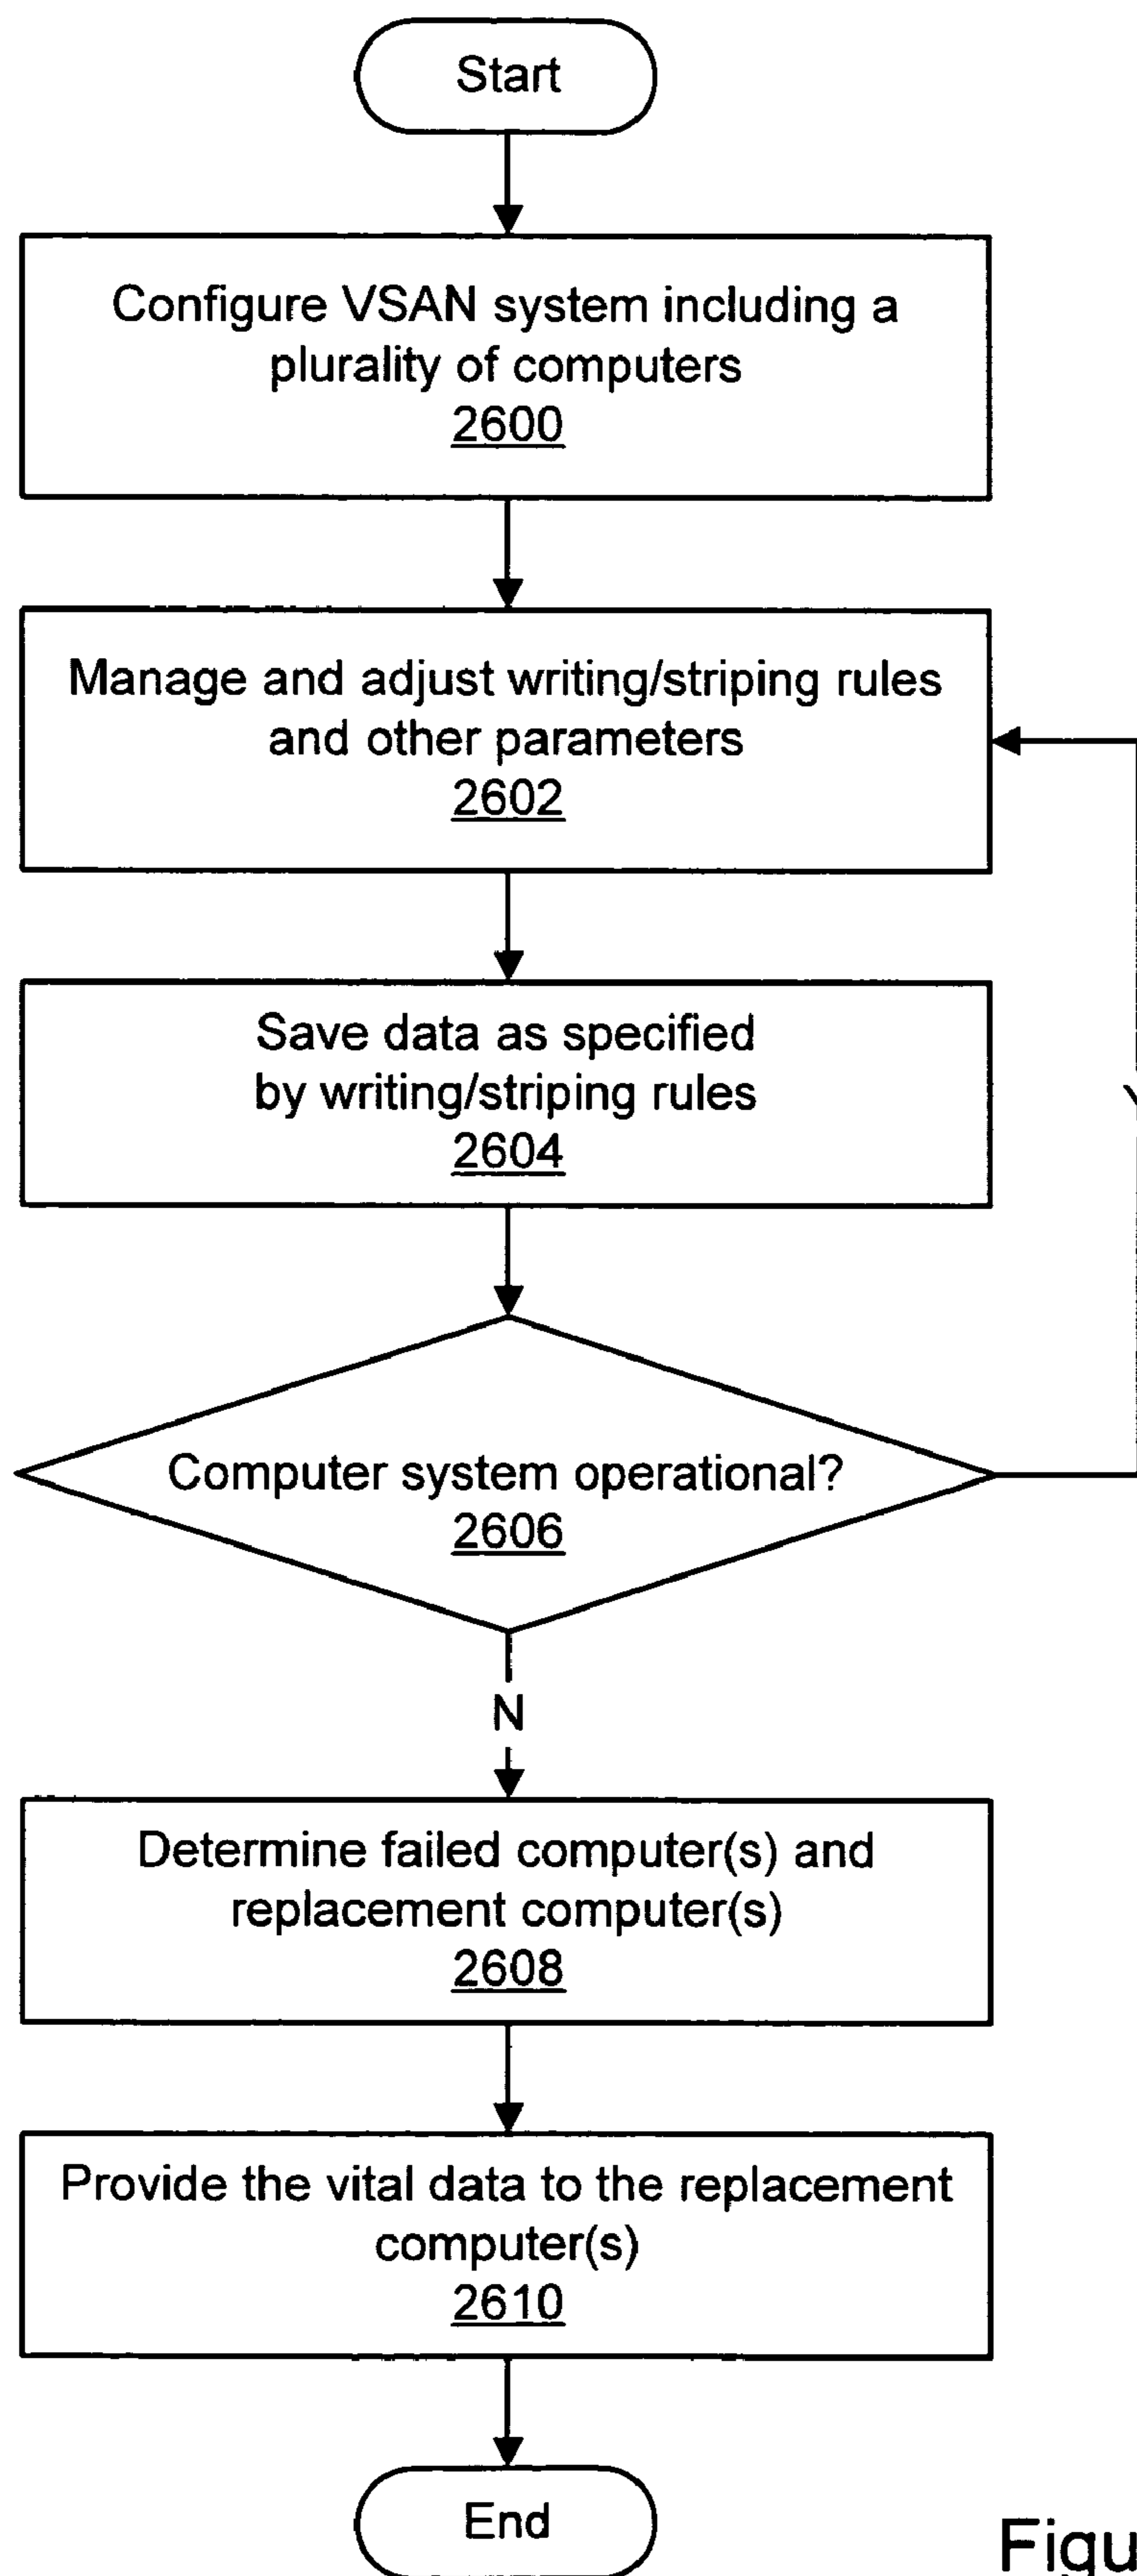 Start
Configure VSAN system including a
plurality of computers
2600
Manage and adjust writing/striping rules
and other parameters
2602
Save data as specified
by writing/striping rules
2604
Computer system operational?
2606
N
Determine failed computer(s) and
replacement computer(s)
2608
Provide the vital data to the replacement
computer(s)
2610
End